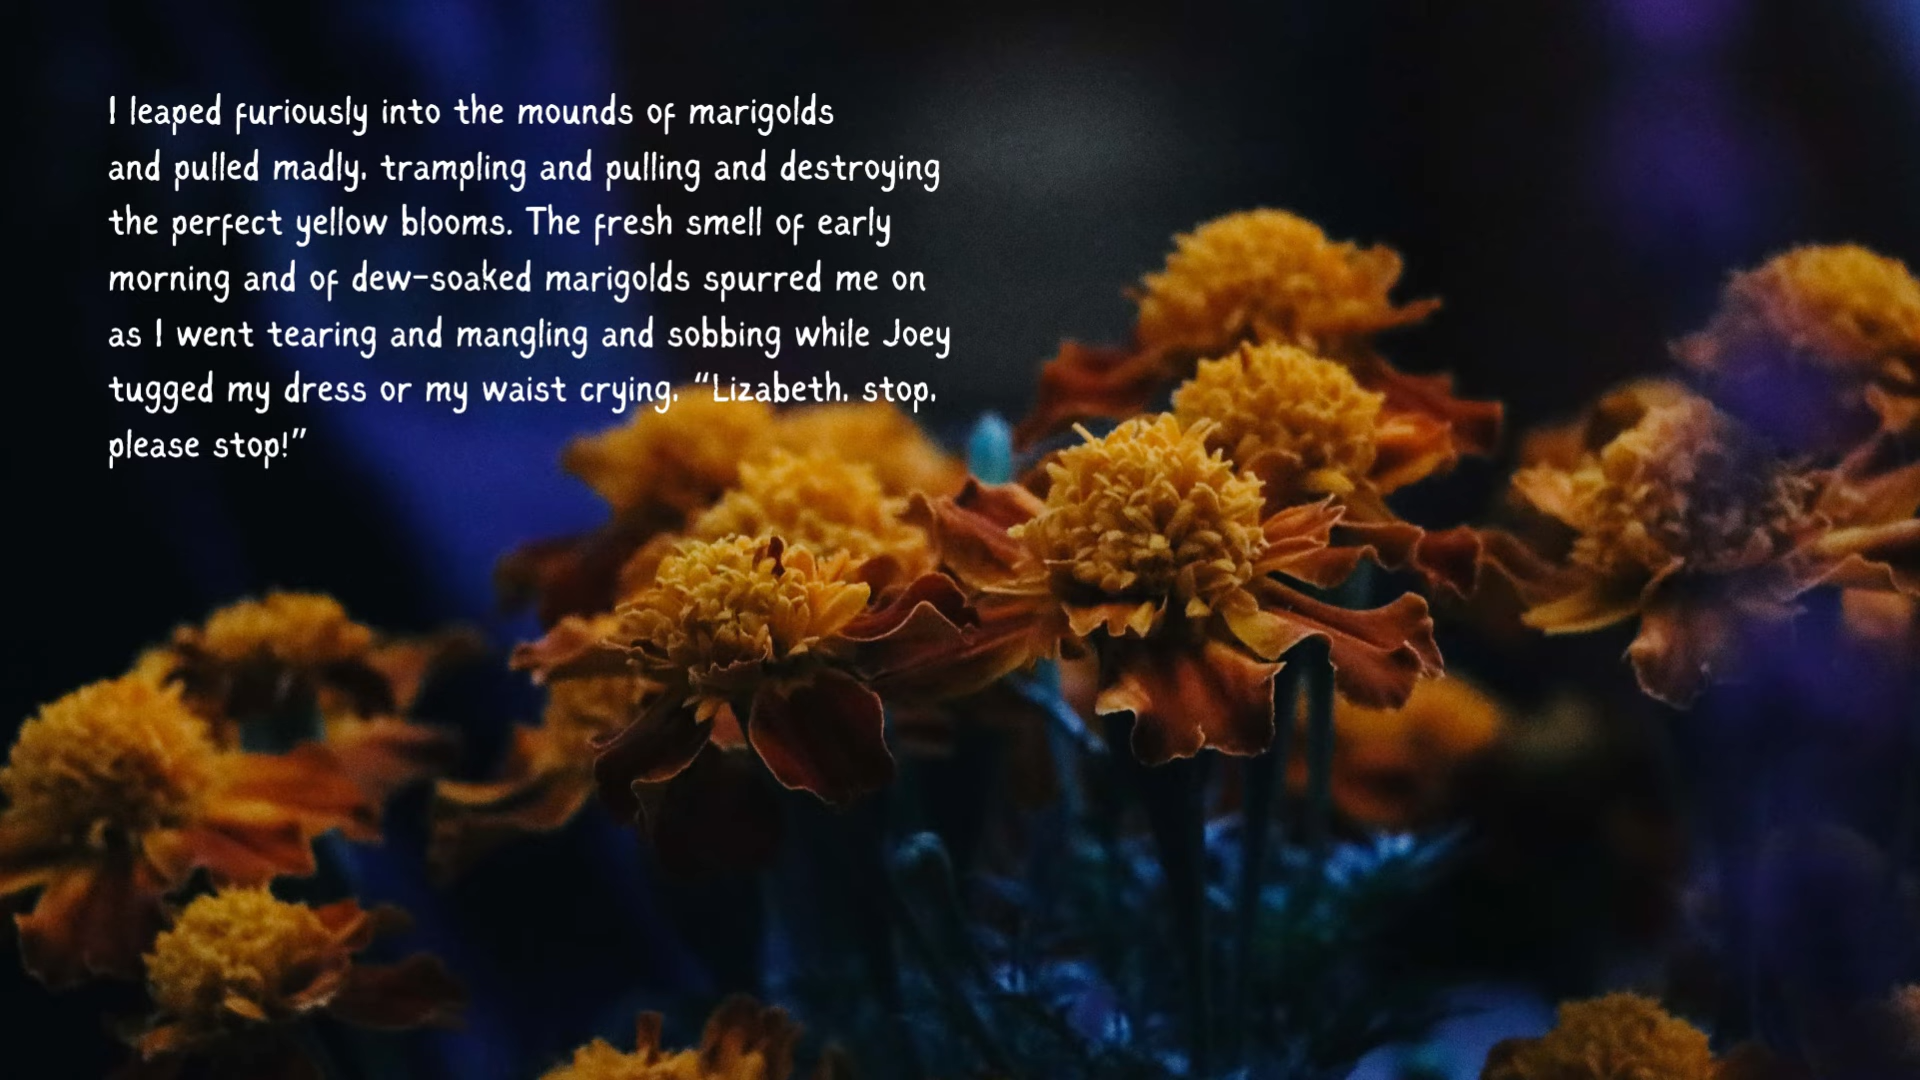 I leaped furiously into the mounds of marigolds
and pulled madly, trampling and pulling and destroying
the perfect yellow blooms. The fresh smell of early
morning and of dew-soaked marigolds spurred me on
as I went tearing and mangling and sobbing while Joey
tugged my dress or my waist crying, “Lizabeth, stop,
please stop!”